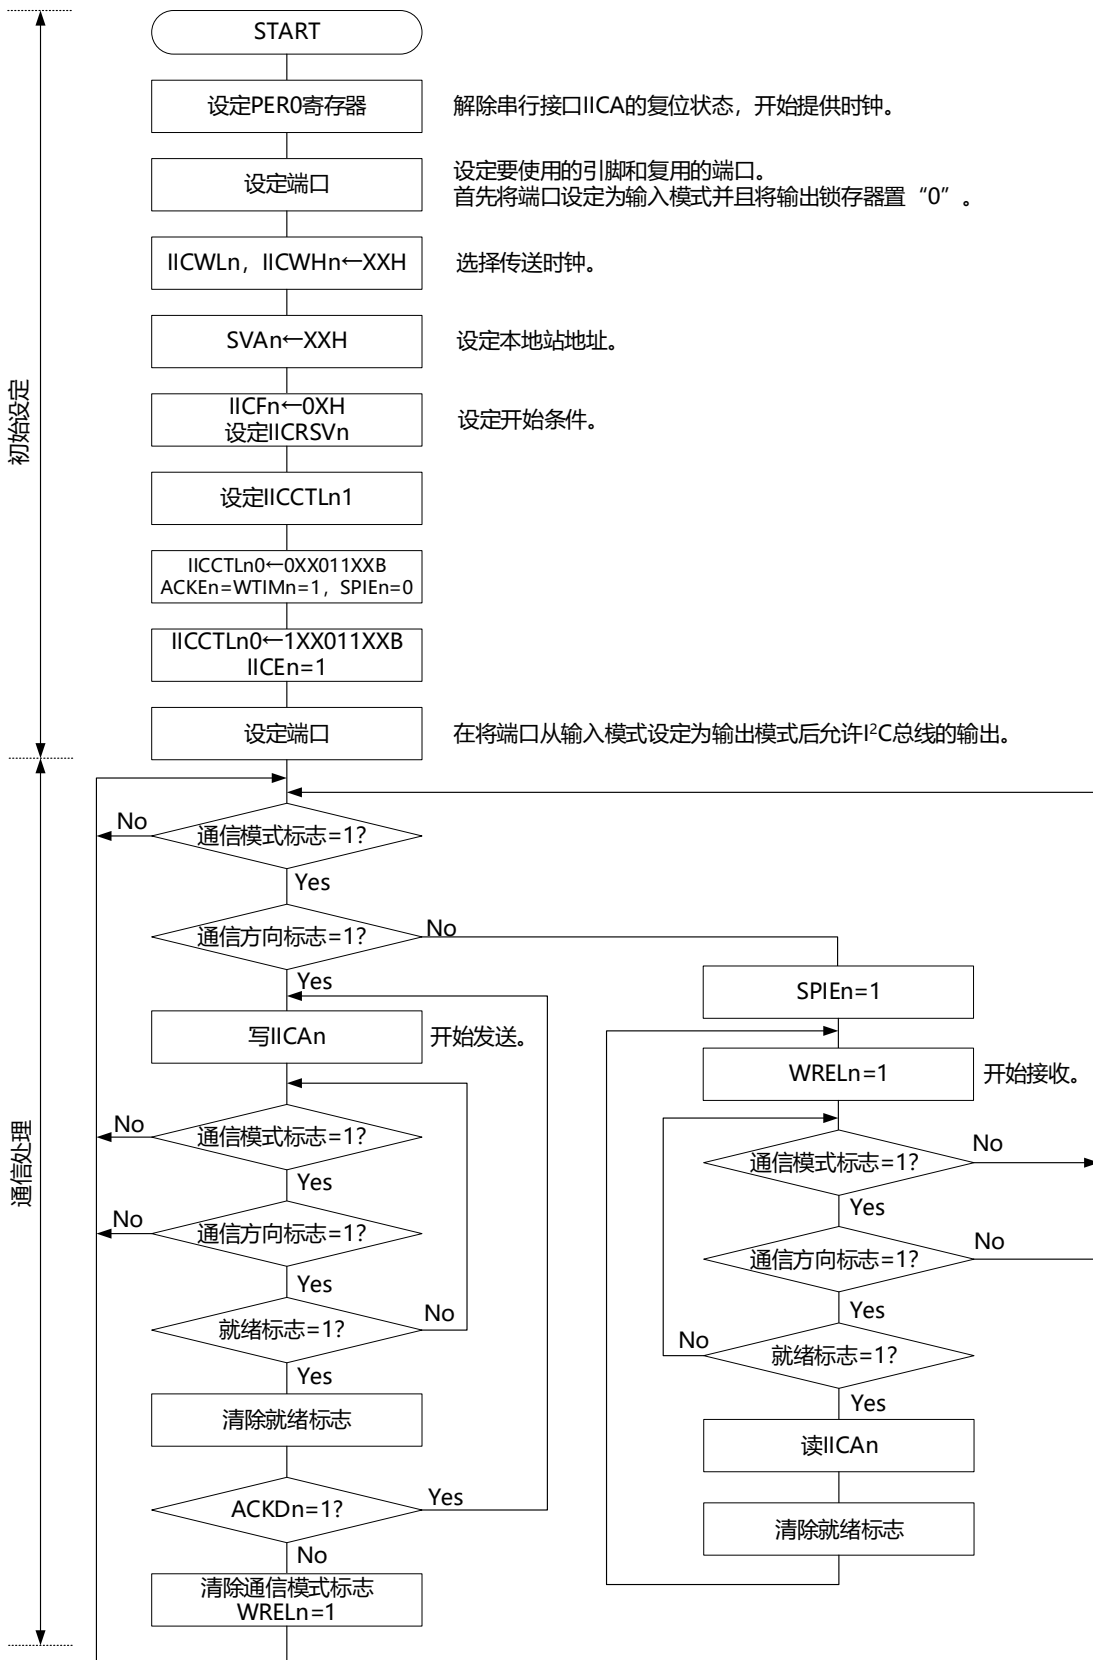 START
设定PER0寄存器
解除串行接口IICA的复位状态，开始提供时钟。
设定端口
设定要使用的引脚和复用的端口。
首先将端口设定为输入模式并且将输出锁存器置“0”。
IICWLn，IICWHn←XXH
选择传送时钟。
SVAn←XXH
设定本地站地址。
初始设定
IICFn←0XH
设定IICRSVn
设定开始条件。
设定IICCTLn1
IICCTLn0←0XX011XXB
ACKEn=WTIMn=1，SPIEn=0
IICCTLn0←1XX011XXB
IICEn=1
设定端口
在将端口从输入模式设定为输出模式后允许I²C总线的输出。
通信处理
No
通信模式标志=1?
Yes
通信方向标志=1?
No
Yes
写IICAn
开始发送。
No
通信模式标志=1?
Yes
No
通信方向标志=1?
Yes
就绪标志=1?
No
Yes
清除就绪标志
ACKDn=1?
Yes
No
清除通信模式标志
WRELn=1
SPIEn=1
WRELn=1
开始接收。
通信模式标志=1?
No
Yes
通信方向标志=1?
No
Yes
No
就绪标志=1?
Yes
读IICAn
清除就绪标志